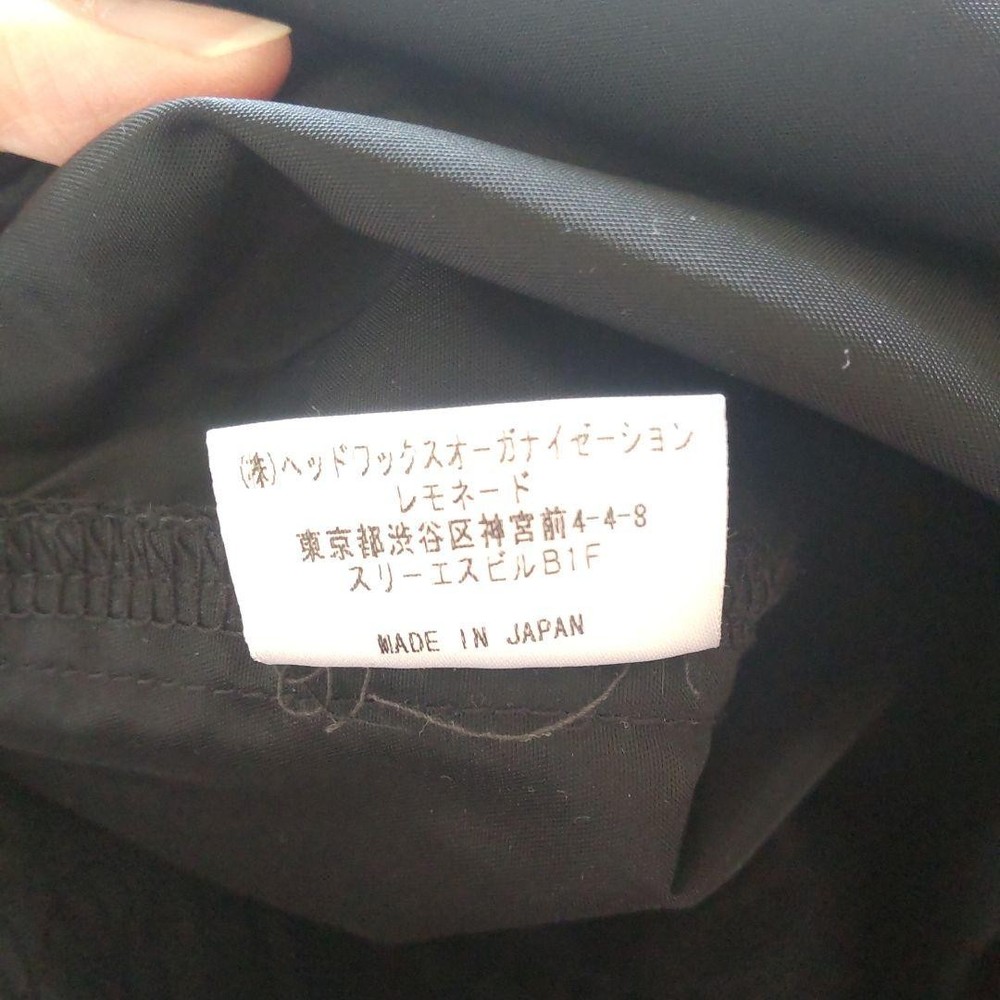 (株)ヘッドフックスオーガナイゼーション
レモネード
東京都渋谷区神宮前4-4-8
スリーエスビルB1F
MADE IN JAPAN